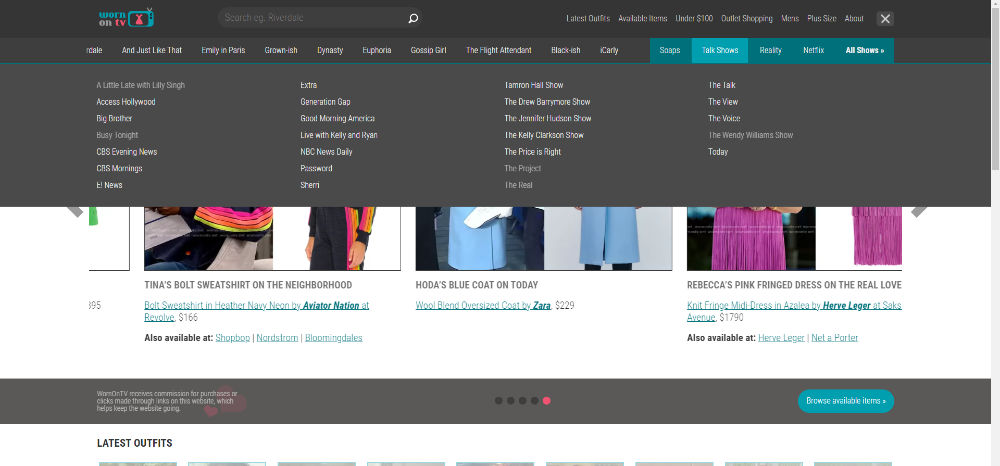 worn
on tv
Search eg. Riverdale
Latest Outfits Available Items Under $100 Outlet Shopping Mens Plus Size About
rdale And Just Like That Emily in Paris Grown-ish Dynasty Euphoria Gossip Girl The Flight Attendant Black-ish iCarly Soaps Talk Shows Reality Netflix All Shows »
A Little Late with Lilly Singh
Access Hollywood
Big Brother
Busy Tonight
CBS Evening News
CBS Mornings
E! News
Extra
Generation Gap
Good Morning America
Live with Kelly and Ryan
NBC News Daily
Password
Sherri
Tamron Hall Show
The Drew Barrymore Show
The Jennifer Hudson Show
The Kelly Clarkson Show
The Price is Right
The Project
The Real
The Talk
The View
The Voice
The Wendy Williams Show
Today
395
TINA'S BOLT SWEATSHIRT ON THE NEIGHBORHOOD
Bolt Sweatshirt in Heather Navy Neon by Aviator Nation at
Revolve, $166
Also available at: Shopbop | Nordstrom | Bloomingdales
HODA'S BLUE COAT ON TODAY
Wool Blend Oversized Coat by Zara, $229
REBECCA'S PINK FRINGED DRESS ON THE REAL LOVE
Knit Fringe Midi-Dress in Azalea by Herve Leger at Saks
Avenue, $1790
Also available at: Herve Leger | Net a Porter
WornOnTV receives commission for purchases or
clicks made through links on this website, which
helps keep the website going.
Browse available items »
LATEST OUTFITS